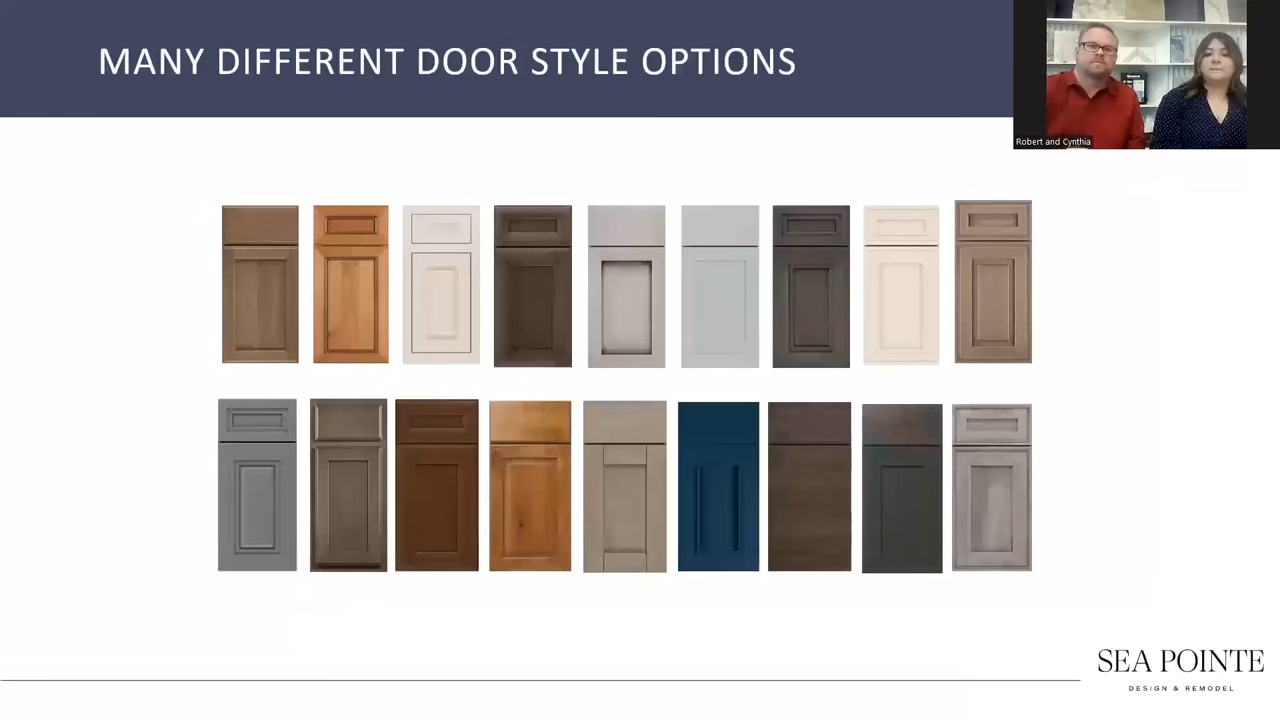 MANY DIFFERENT DOOR STYLE OPTIONS
Robert and Cynthia
SEA POINTE
DESIGN & REMODEL